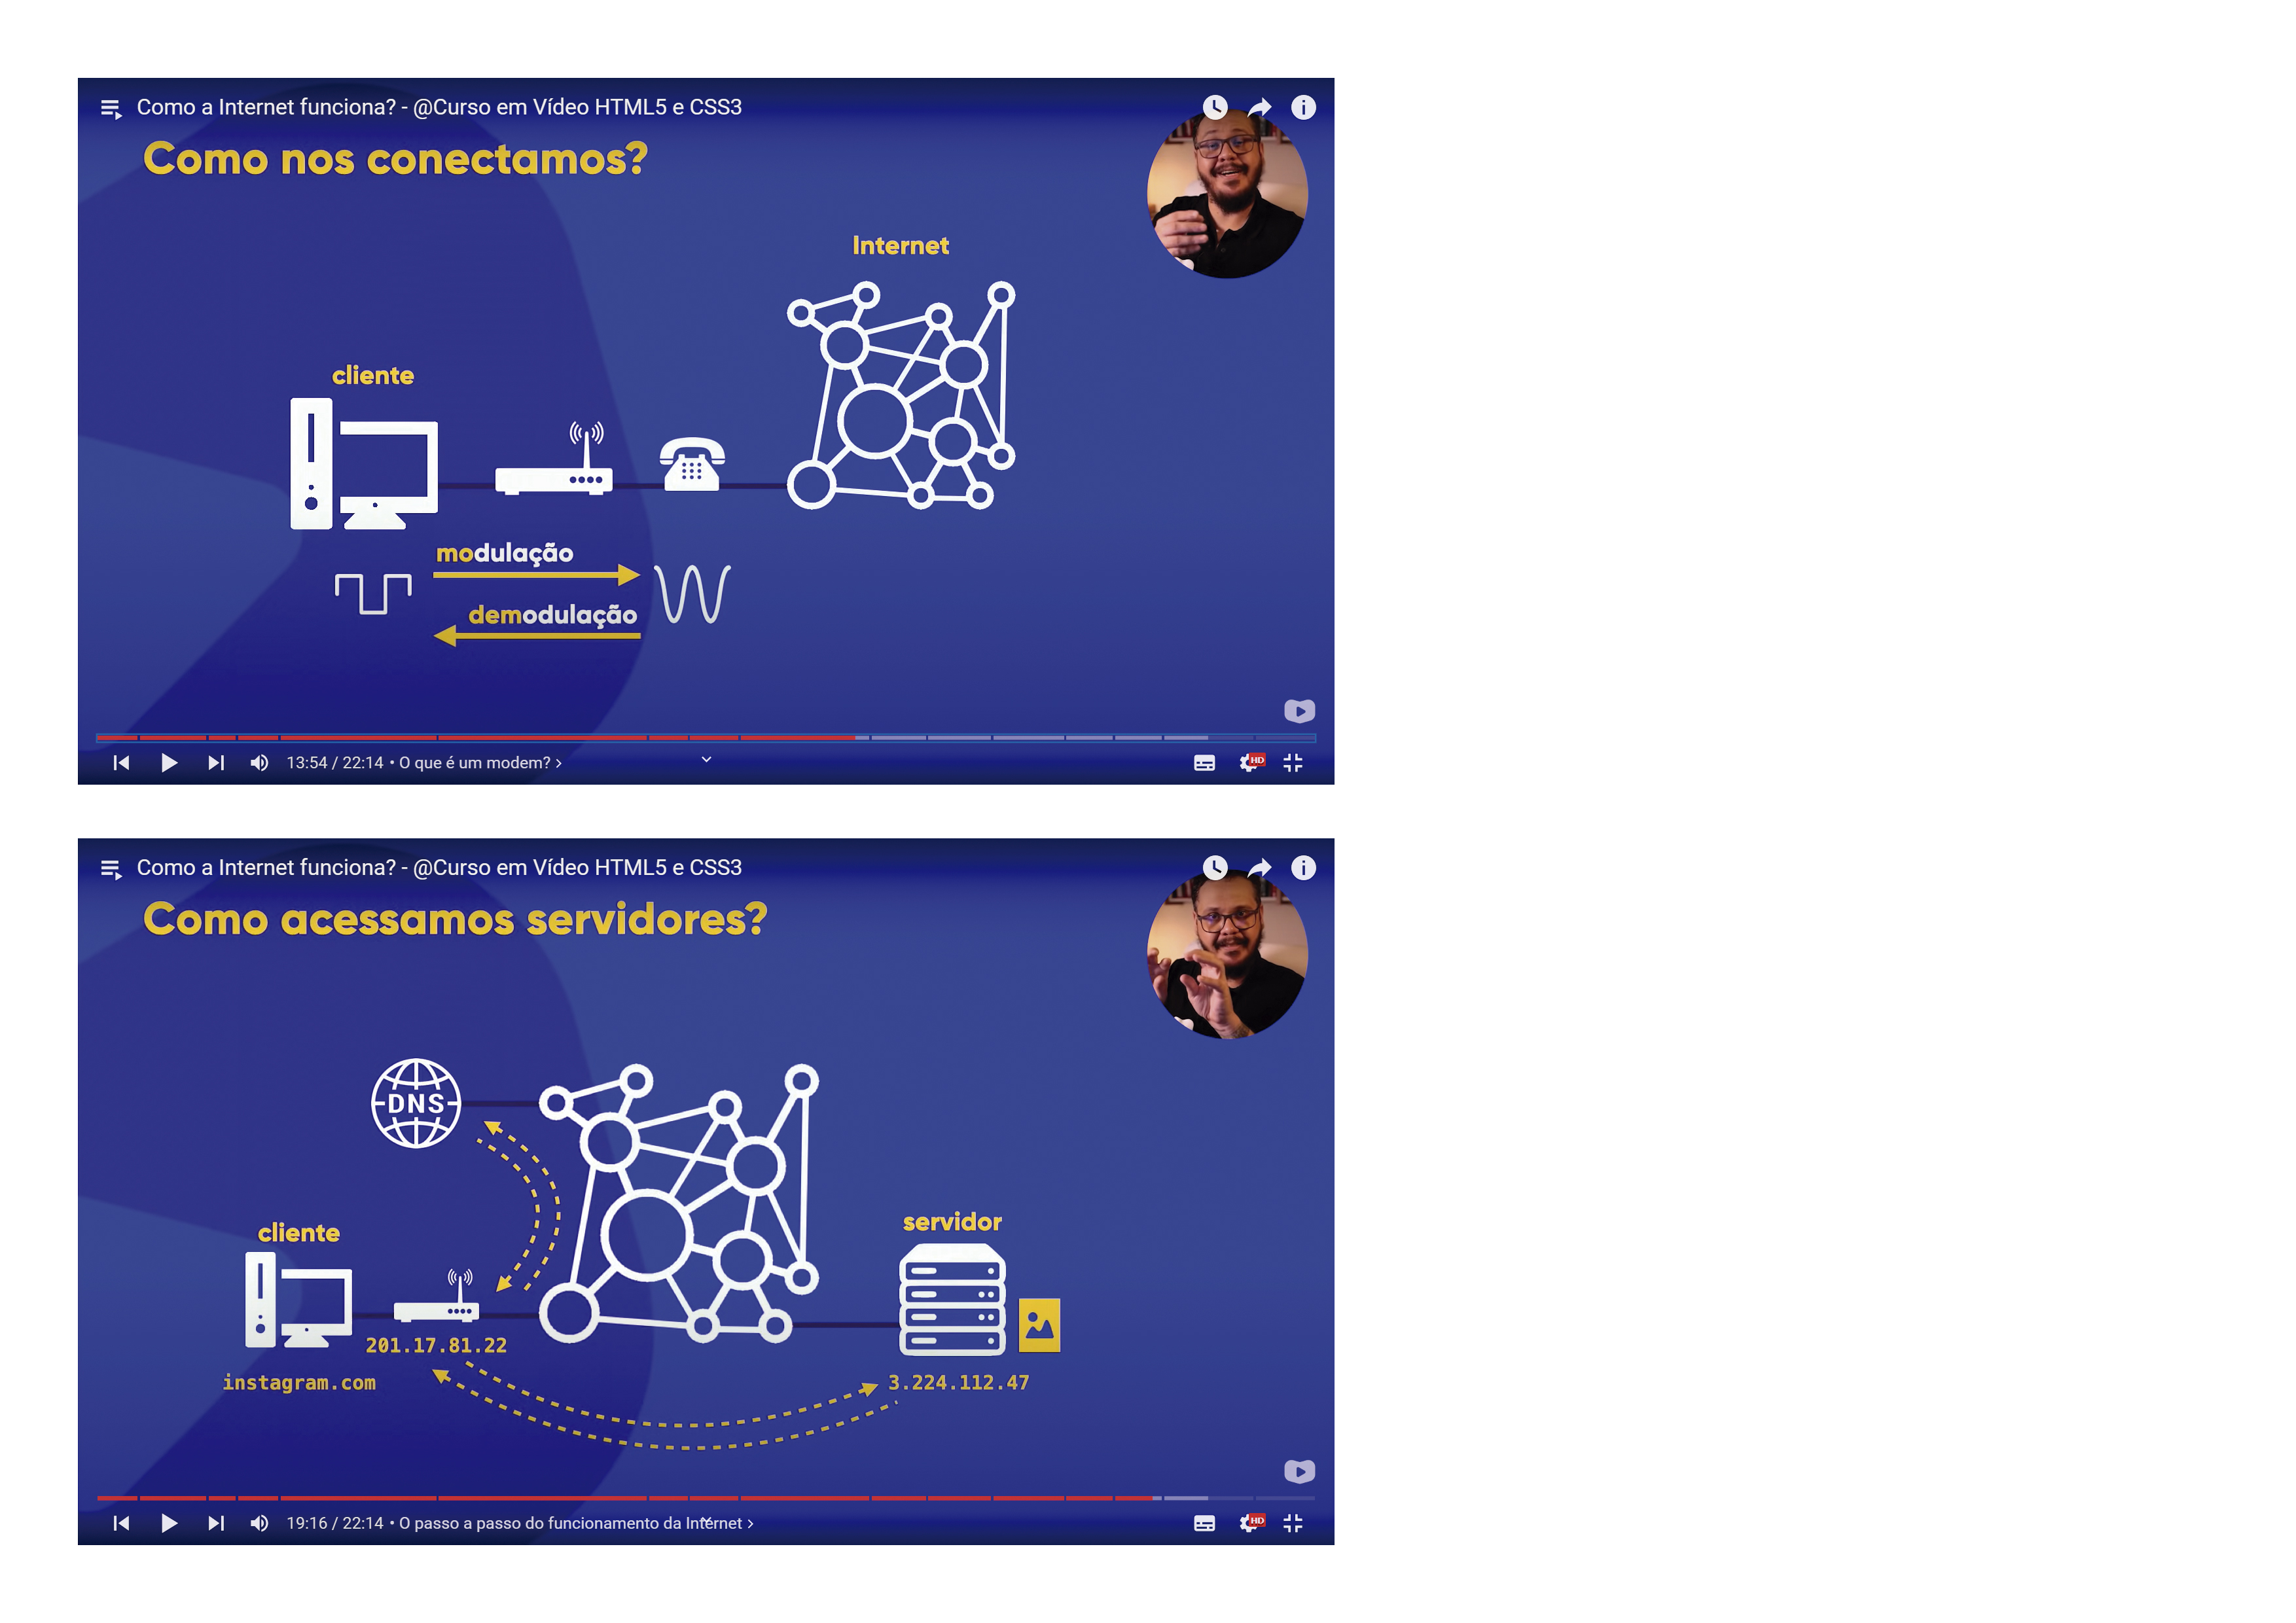 Como a Internet funciona? - @Curso em Vídeo HTML5 e CSS3
Como nos conectamos?
Internet
cliente
modulação
demodulação
13:54 / 22:14 • O que é um modem? >
HD
Como a Internet funciona? - @Curso em Vídeo HTML5 e CSS3
Como acessamos servidores?
DNS
cliente
servidor
201.17.81.22
instagram.com
3.224.112.47
19:16 / 22:14 • O passo a passo do funcionamento da Internet >
HD